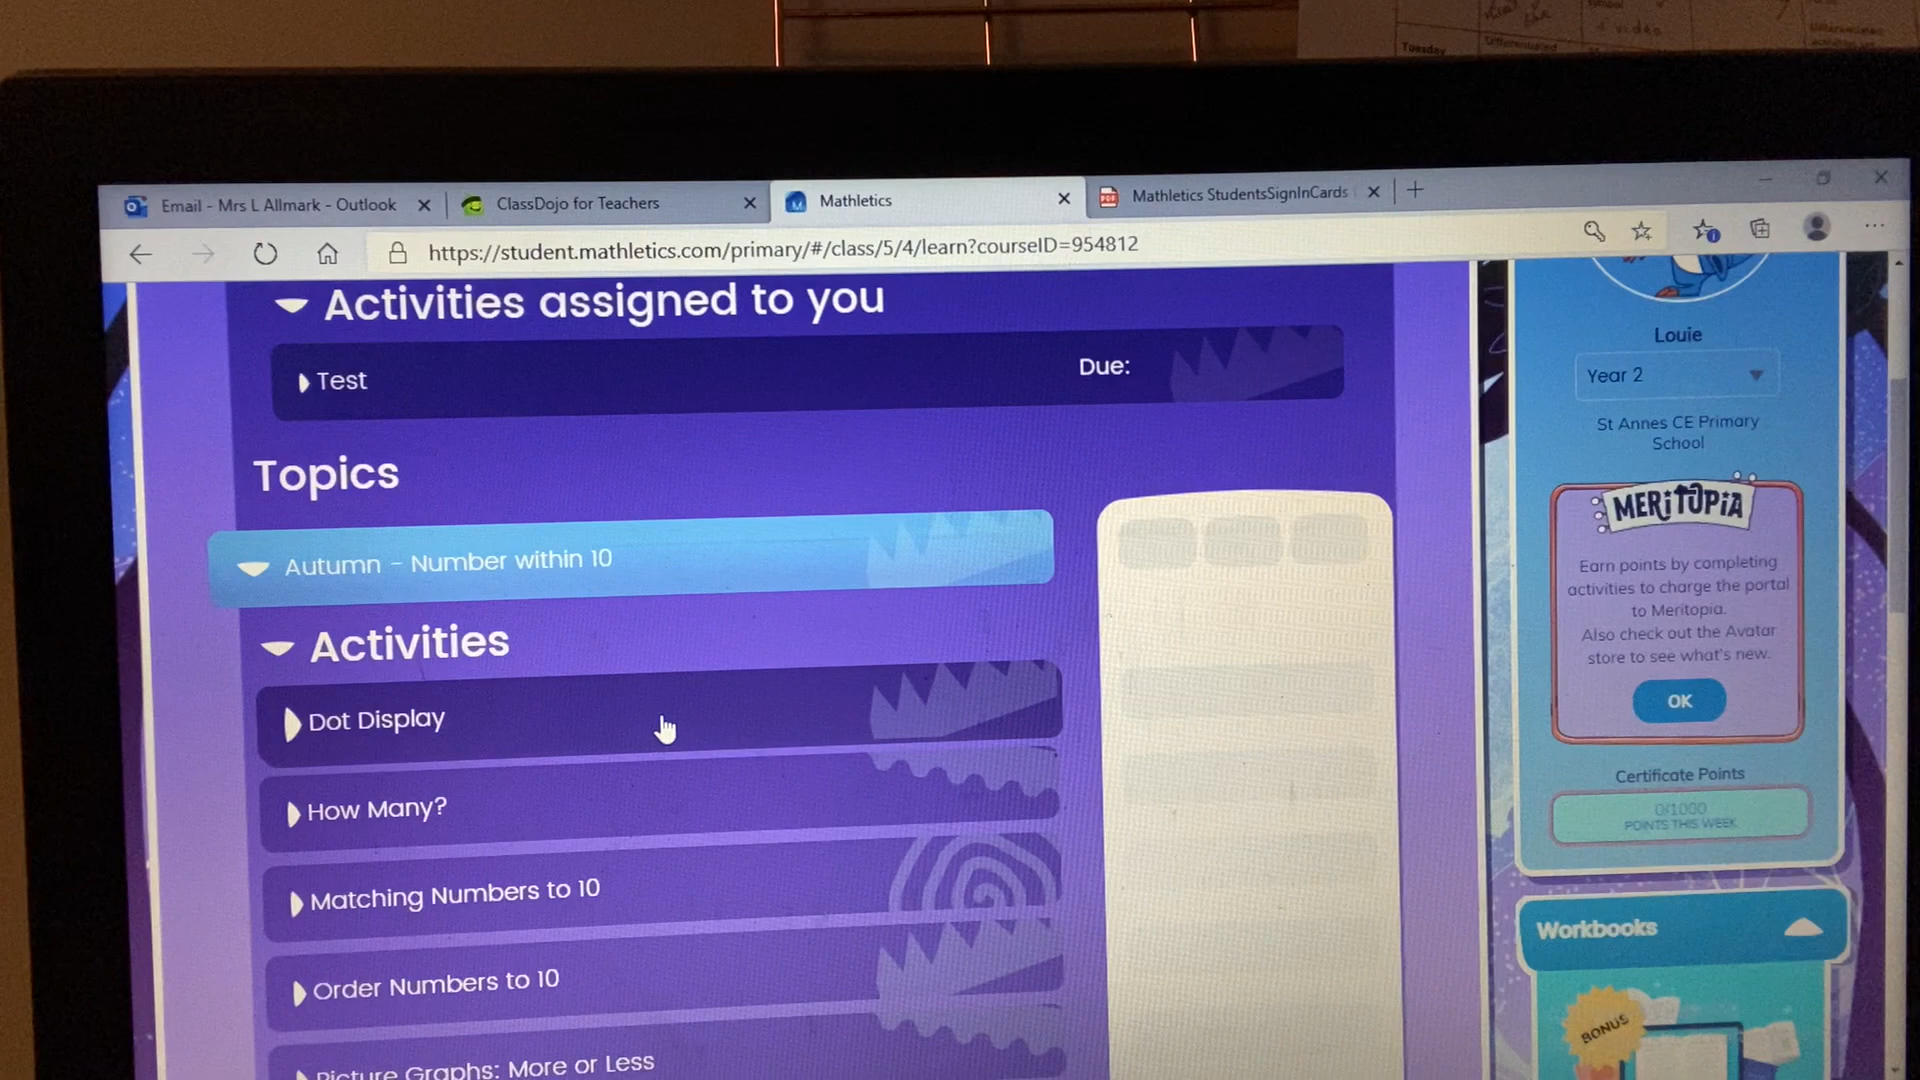 Tuesday
Differentiated
video
Email - Mrs L Allmark - Outlook
ClassDojo for Teachers
Mathletics
Mathletics StudentsSignInCards
https://student.mathletics.com/primary/#/class/5/4/learn?courseID=954812
Activities assigned to you
Test
Due:
Topics
Autumn - Number within 10
Activities
Dot Display
How Many?
Matching Numbers to 10
Order Numbers to 10
Picture Graphs: More or Less
Louie
Year 2
St Annes CE Primary
School
MERITOPIA
Earn points by completing
activities to charge the portal
to Meritopia.
Also check out the Avatar
store to see what's new.
OK
Certificate Points
0/1000
POINTS THIS WEEK
Workbooks
BONUS